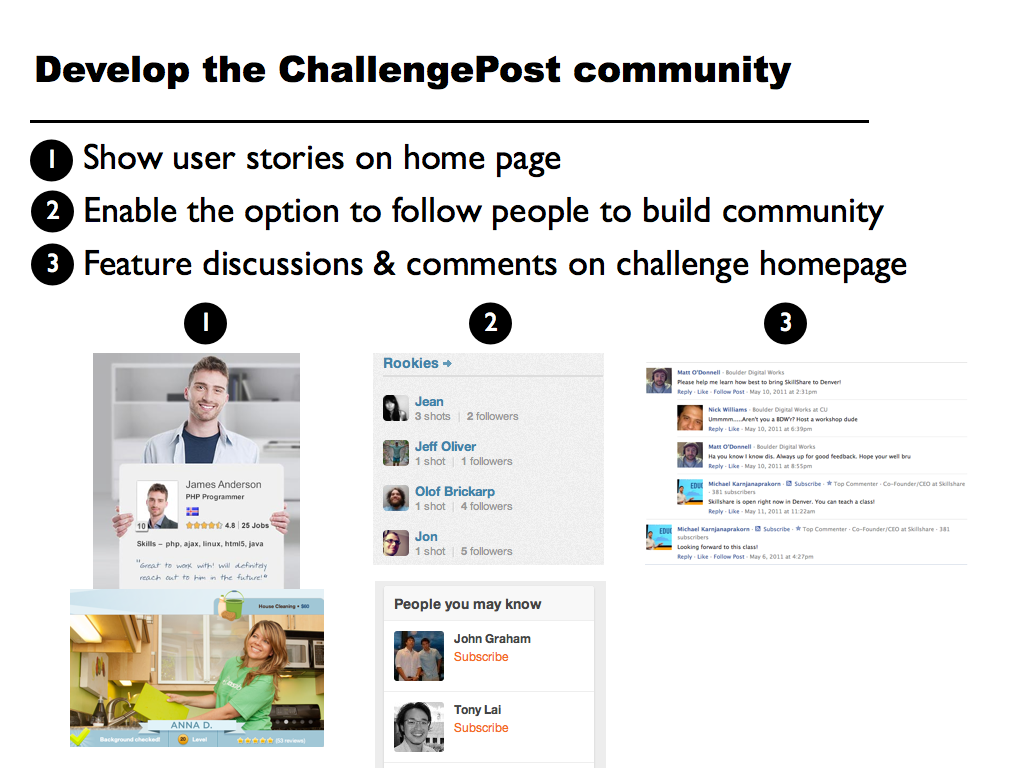 Develop the ChallengePost community
1 Show user stories on home page
2 Enable the option to follow people to build community
3 Feature discussions & comments on challenge homepage
1
2
3
James Anderson
PHP Programmer
10
4.8 | 25 Jobs
Skills – php, ajax, linux, html5, java
"Great to work with! Will definitely
reach out to him in the future!"
House Cleaning • $60
ANNA D.
Background checked!
20 Level
(53 reviews)
Rookies →
Jean
3 shots | 2 followers
Jeff Oliver
1 shot | 1 followers
Olof Brickarp
1 shot | 4 followers
Jon
1 shot | 5 followers
People you may know
John Graham
Subscribe
Tony Lai
Subscribe
Matt O'Donnell · Boulder Digital Works
Please help me learn how best to bring SkillShare to Denver!
Reply · Like · Follow Post · May 10, 2011 at 2:31pm
Nick Williams · Boulder Digital Works at CU
Ummmm.....Aren't you a BDW'r? Host a workshop dude
Reply · Like · May 10, 2011 at 6:39pm
Matt O'Donnell · Boulder Digital Works
Ha you know I know dis. Always up for good feedback. Hope your well bru
Reply · Like · May 10, 2011 at 8:55pm
EDU
Michael Karnjanaprakorn · Subscribe · Top Commenter · Co-Founder/CEO at Skillshare
· 381 subscribers
Skillshare is open right now in Denver. You can teach a class!
Reply · Like · May 11, 2011 at 11:22am
EDU
Michael Karnjanaprakorn · Subscribe · Top Commenter · Co-Founder/CEO at Skillshare · 381
subscribers
Looking forward to this class!
Reply · Like · Follow Post · May 6, 2011 at 4:27pm